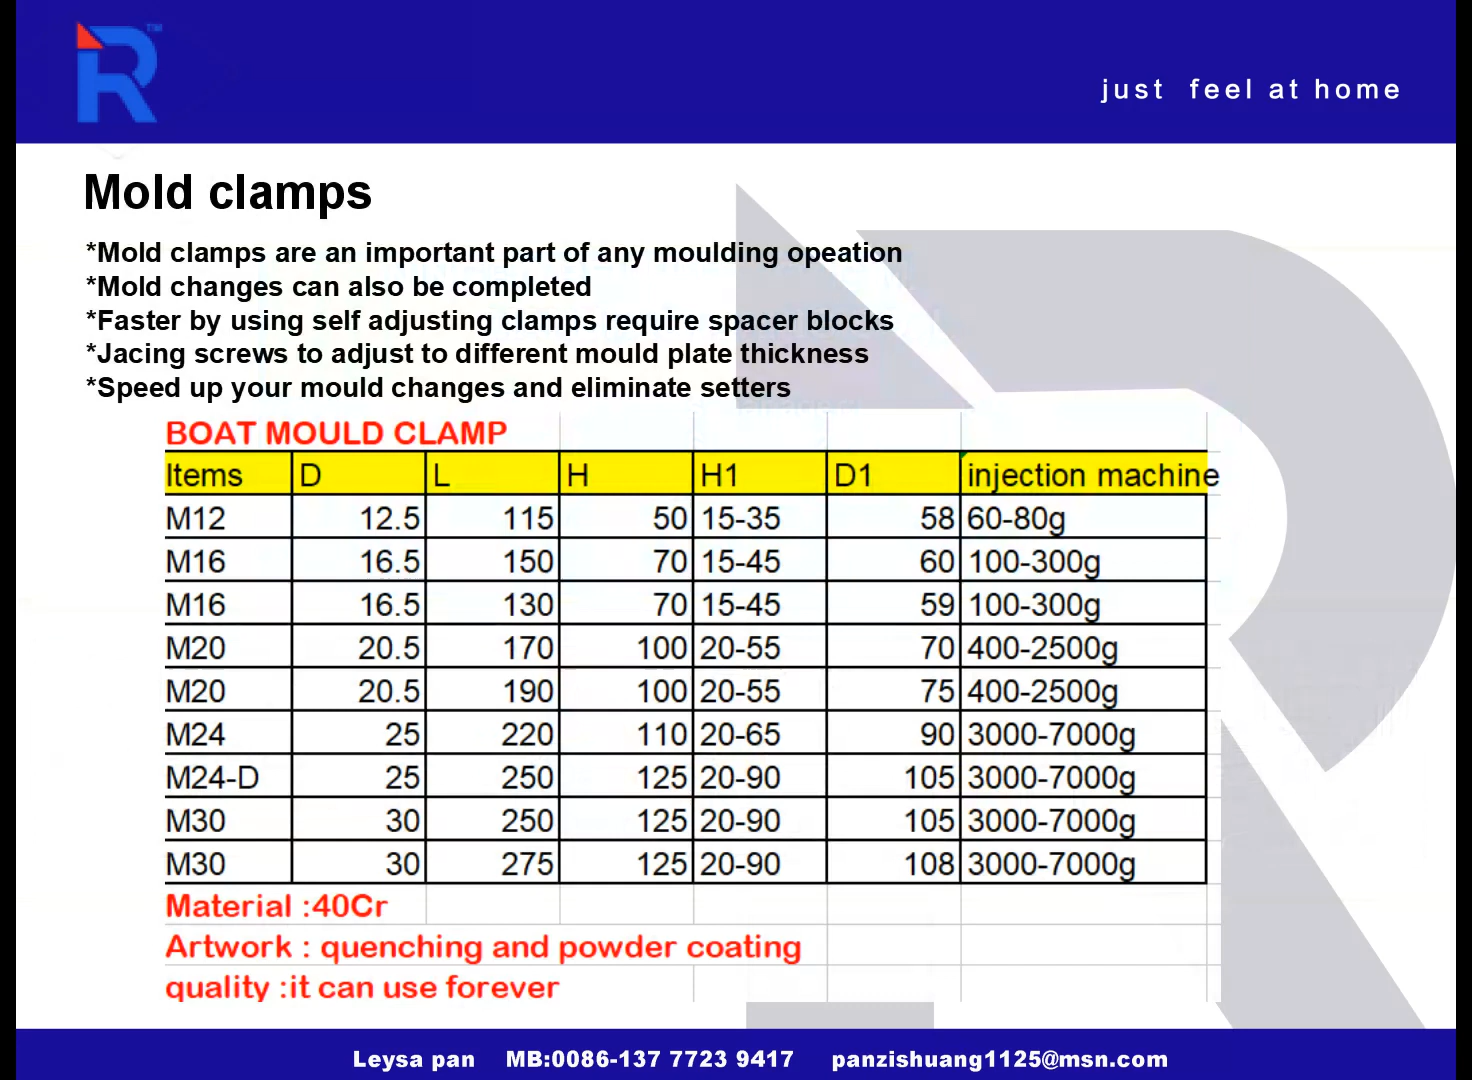 R™
just feel at home
Mold clamps
*Mold clamps are an important part of any moulding opeation
*Mold changes can also be completed
*Faster by using self adjusting clamps require spacer blocks
*Jacing screws to adjust to different mould plate thickness
*Speed up your mould changes and eliminate setters
BOAT MOULD CLAMP
Items D L H H1 D1 injection machine
M12 12.5 115 50 15-35 58 60-80g
M16 16.5 150 70 15-45 60 100-300g
M16 16.5 130 70 15-45 59 100-300g
M20 20.5 170 100 20-55 70 400-2500g
M20 20.5 190 100 20-55 75 400-2500g
M24 25 220 110 20-65 90 3000-7000g
M24-D 25 250 125 20-90 105 3000-7000g
M30 30 250 125 20-90 105 3000-7000g
M30 30 275 125 20-90 108 3000-7000g
Material :40Cr
Artwork : quenching and powder coating
quality :it can use forever
Leysa pan MB:0086-137 7723 9417 panzishuang1125@msn.com